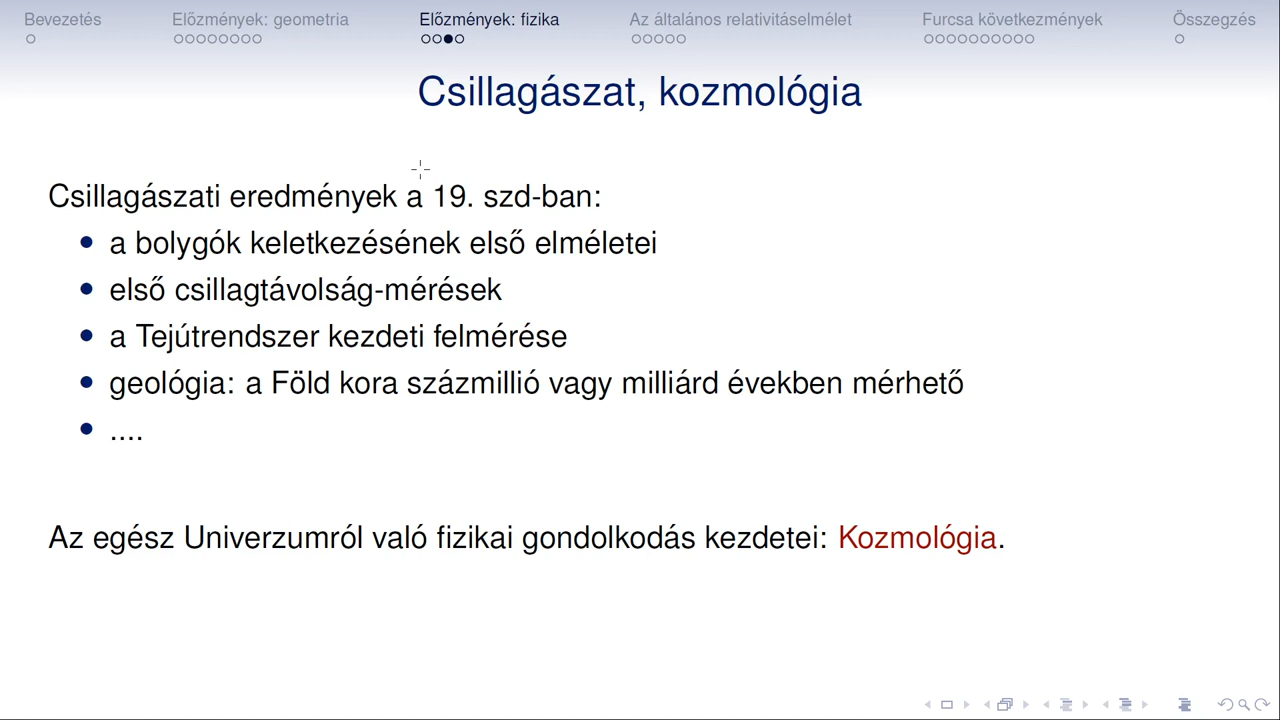 Bevezetés Előzmények: geometria Előzmények: fizika Az általános relativitáselmélet Furcsa következmények Összegzés
Csillagászat, kozmológia
Csillagászati eredmények a 19. szd-ban:
• a bolygók keletkezésének első elméletei
• első csillagtávolság-mérések
• a Tejútrendszer kezdeti felmérése
• geológia: a Föld kora százmillió vagy milliárd években mérhető
• ....
Az egész Univerzumról való fizikai gondolkodás kezdetei: Kozmológia.